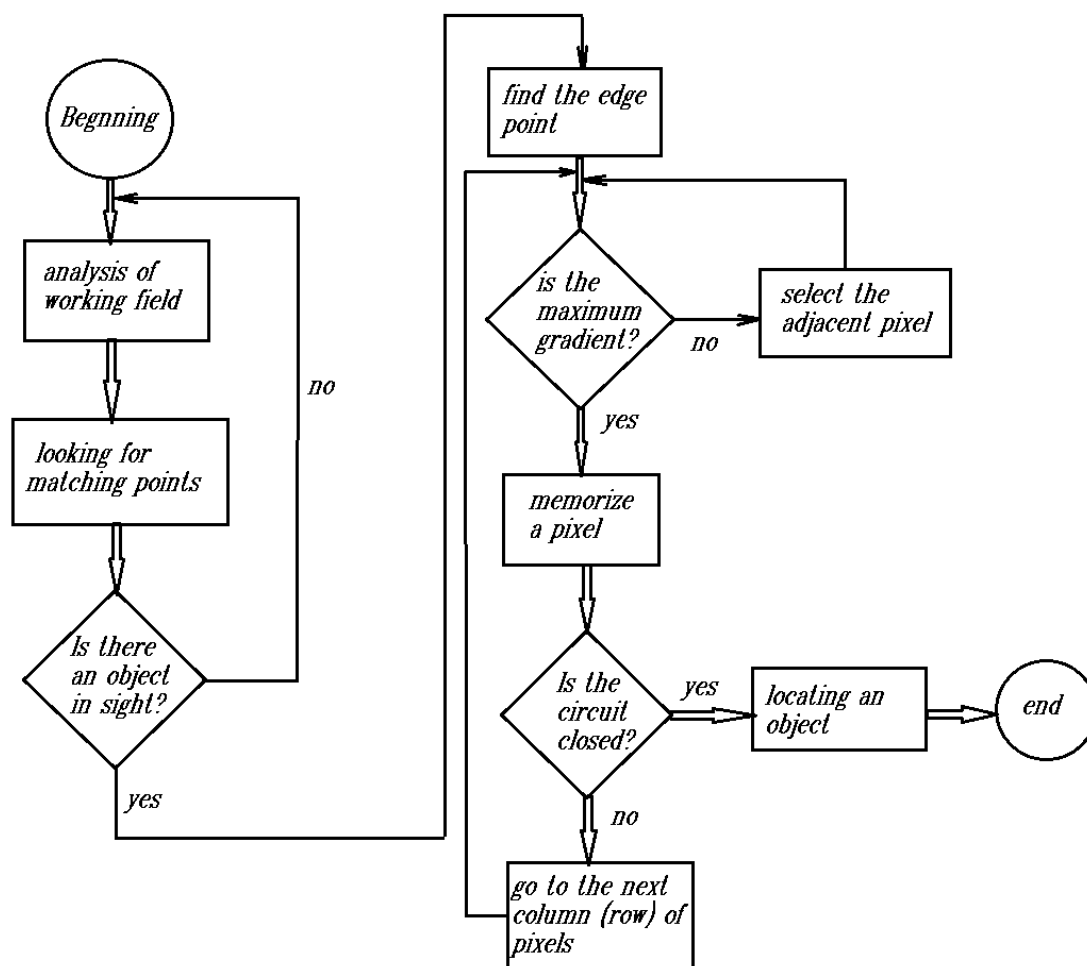 Begnning
analysis of
working field
looking for
matching points
Is there
an object
in sight?
no
yes
find the edge
point
is the
maximum
gradient?
no
select the
adjacent pixel
yes
memorize
a pixel
Is the
circuit
closed?
yes
locating an
object
end
no
go to the next
column (row) of
pixels